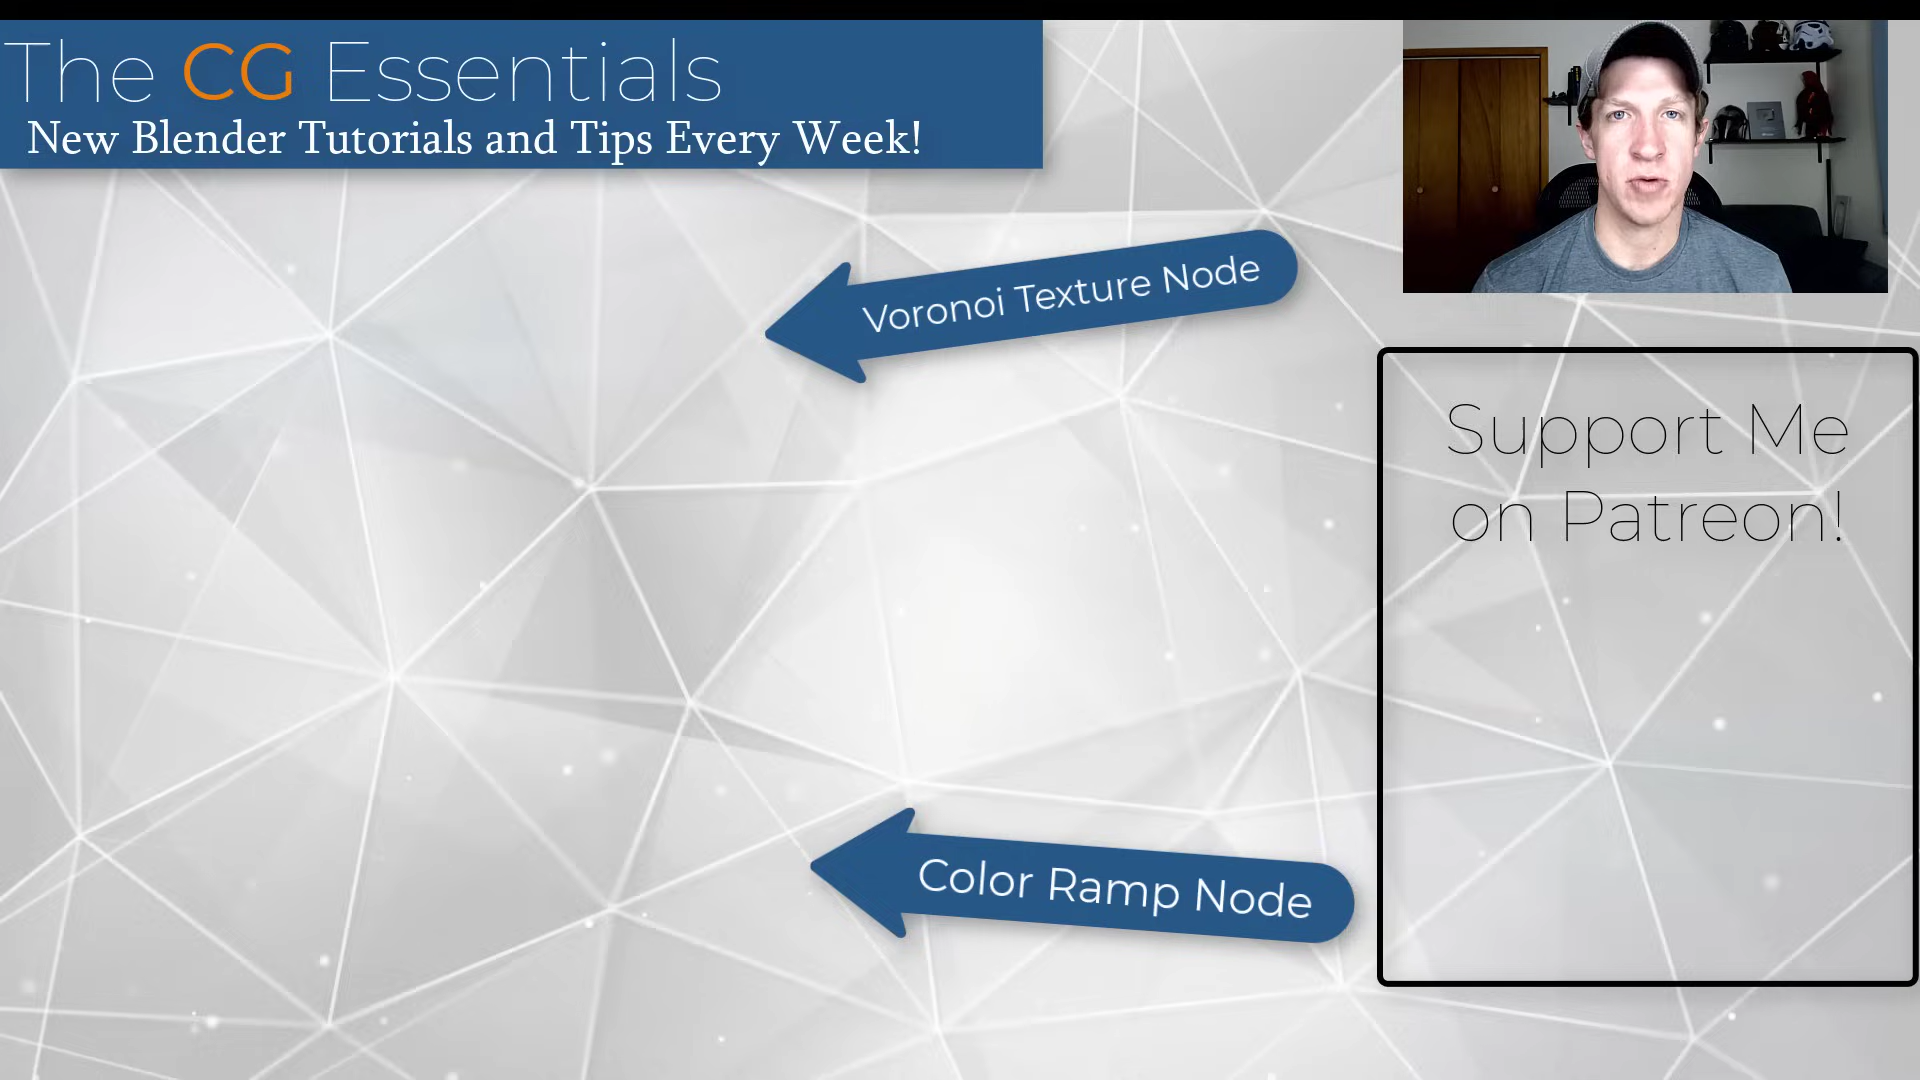 The CG Essentials
New Blender Tutorials and Tips Every Week!
Voronoi Texture Node
Support Me
on Patreon!
Color Ramp Node